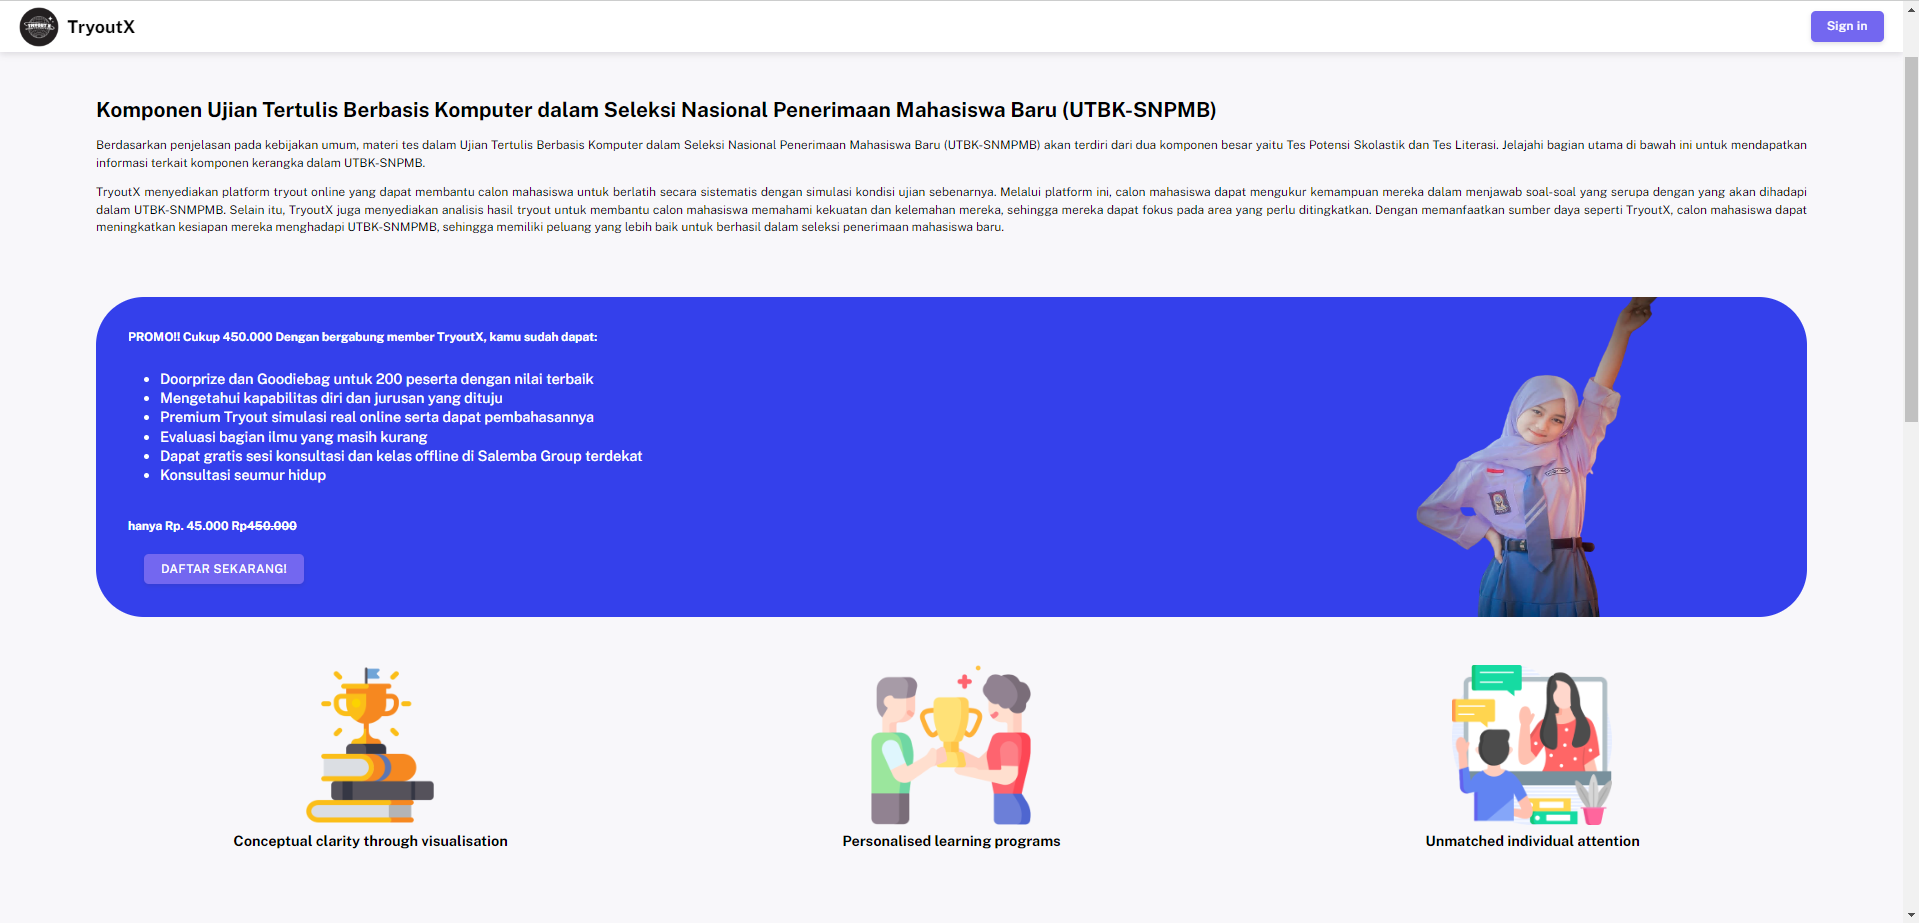 TryoutX
Sign in
Komponen Ujian Tertulis Berbasis Komputer dalam Seleksi Nasional Penerimaan Mahasiswa Baru (UTBK-SNPMB)
Berdasarkan penjelasan pada kebijakan umum, materi tes dalam Ujian Tertulis Berbasis Komputer dalam Seleksi Nasional Penerimaan Mahasiswa Baru (UTBK-SNMPMB) akan terdiri dari dua komponen besar yaitu Tes Potensi Skolastik dan Tes Literasi. Jelajahi bagian utama di bawah ini untuk mendapatkan
informasi terkait komponen kerangka dalam UTBK-SNPMB.
TryoutX menyediakan platform tryout online yang dapat membantu calon mahasiswa untuk berlatih secara sistematis dengan simulasi kondisi ujian sebenarnya. Melalui platform ini, calon mahasiswa dapat mengukur kemampuan mereka dalam menjawab soal-soal yang serupa dengan yang akan dihadapi
dalam UTBK-SNMPMB. Selain itu, TryoutX juga menyediakan analisis hasil tryout untuk membantu calon mahasiswa memahami kekuatan dan kelemahan mereka, sehingga mereka dapat fokus pada area yang perlu ditingkatkan. Dengan memanfaatkan sumber daya seperti TryoutX, calon mahasiswa dapat
meningkatkan kesiapan mereka menghadapi UTBK-SNMPMB, sehingga memiliki peluang yang lebih baik untuk berhasil dalam seleksi penerimaan mahasiswa baru.
PROMO!! Cukup 450.000 Dengan bergabung member TryoutX, kamu sudah dapat:
• Doorprize dan Goodiebag untuk 200 peserta dengan nilai terbaik
• Mengetahui kapabilitas diri dan jurusan yang dituju
• Premium Tryout simulasi real online serta dapat pembahasannya
• Evaluasi bagian ilmu yang masih kurang
• Dapat gratis sesi konsultasi dan kelas offline di Salemba Group terdekat
• Konsultasi seumur hidup
hanya Rp. 45.000 Rp450.000
DAFTAR SEKARANG!
Conceptual clarity through visualisation
Personalised learning programs
Unmatched individual attention